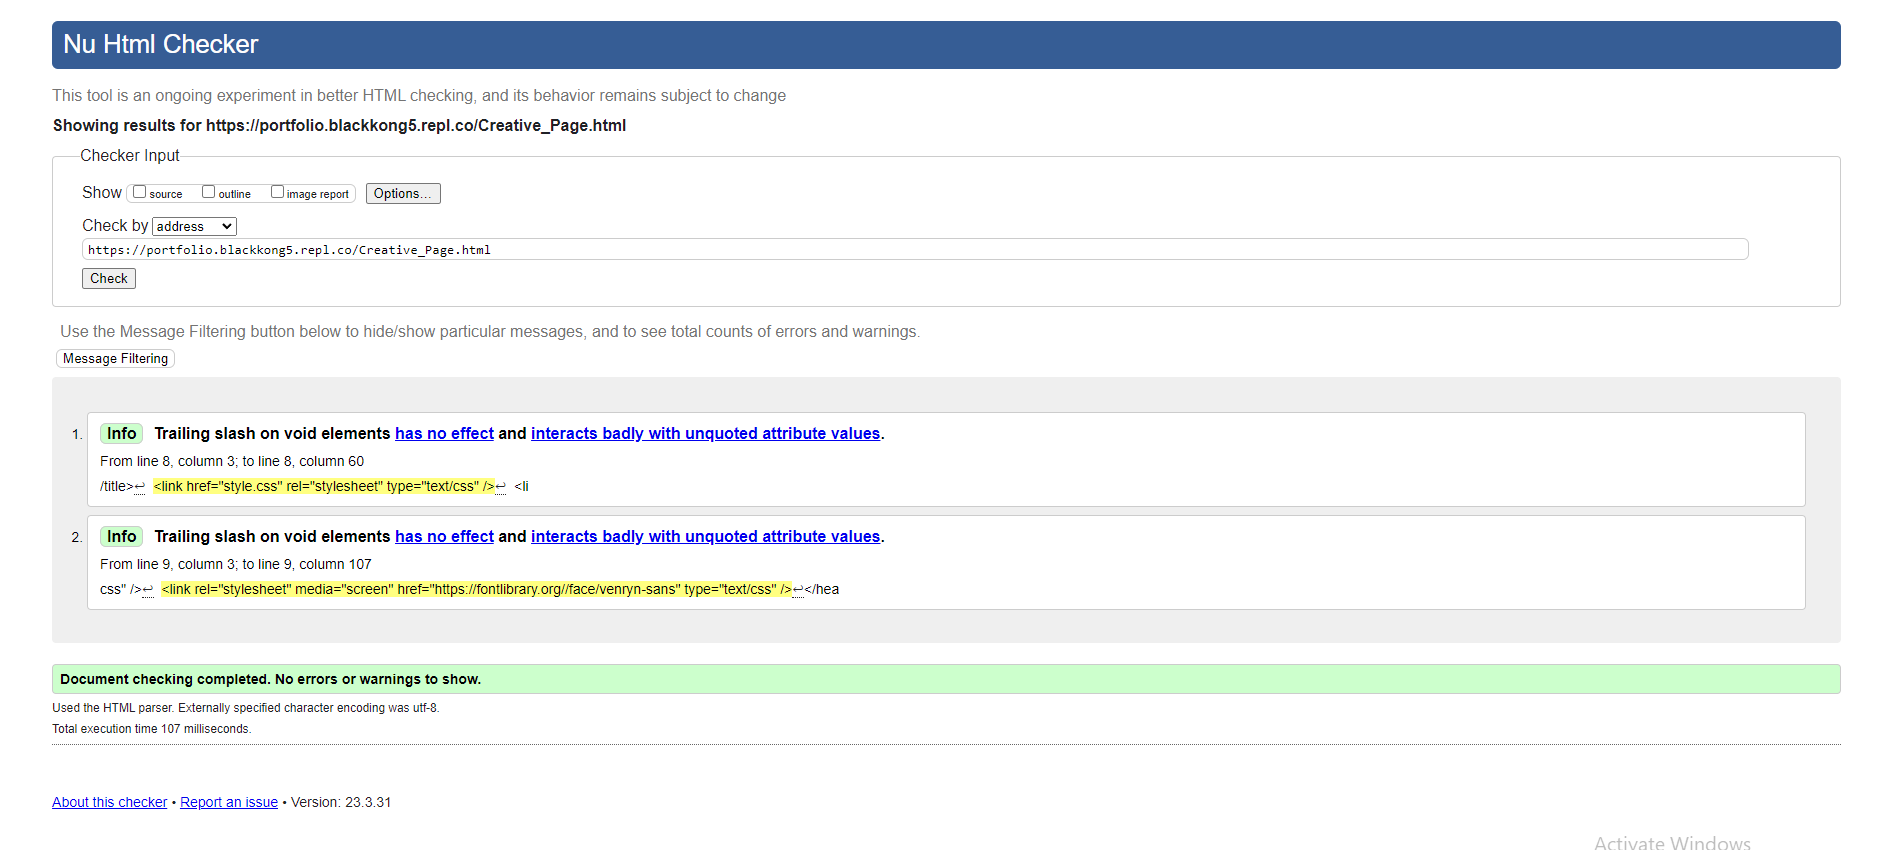 Nu Html Checker
This tool is an ongoing experiment in better HTML checking, and its behavior remains subject to change
Showing results for https://portfolio.blackkong5.repl.co/Creative_Page.html
Checker Input
Show source outline image report Options...
Check by address
https://portfolio.blackkong5.repl.co/Creative_Page.html
Check
Use the Message Filtering button below to hide/show particular messages, and to see total counts of errors and warnings.
Message Filtering
1. Info Trailing slash on void elements has no effect and interacts badly with unquoted attribute values.
From line 8, column 3; to line 8, column 60
/title>↩ <link href="style.css" rel="stylesheet" type="text/css" />↩ <li
2. Info Trailing slash on void elements has no effect and interacts badly with unquoted attribute values.
From line 9, column 3; to line 9, column 107
css" />↩ <link rel="stylesheet" media="screen" href="https://fontlibrary.org//face/venryn-sans" type="text/css" />↩</hea
Document checking completed. No errors or warnings to show.
Used the HTML parser. Externally specified character encoding was utf-8.
Total execution time 107 milliseconds.
About this checker • Report an issue • Version: 23.3.31
Activate Windows